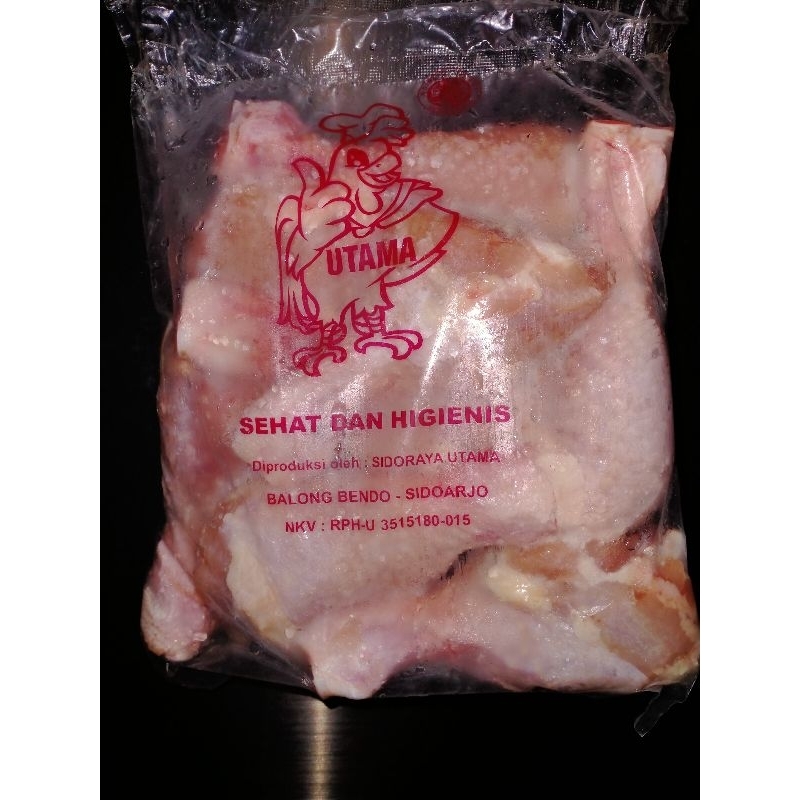 UTAMA
SEHAT DAN HIGIENIS
Diproduksi oleh : SIDORAYA UTAMA
BALONG BENDO - SIDOARJO
NKV : RPH-U 3515180-015